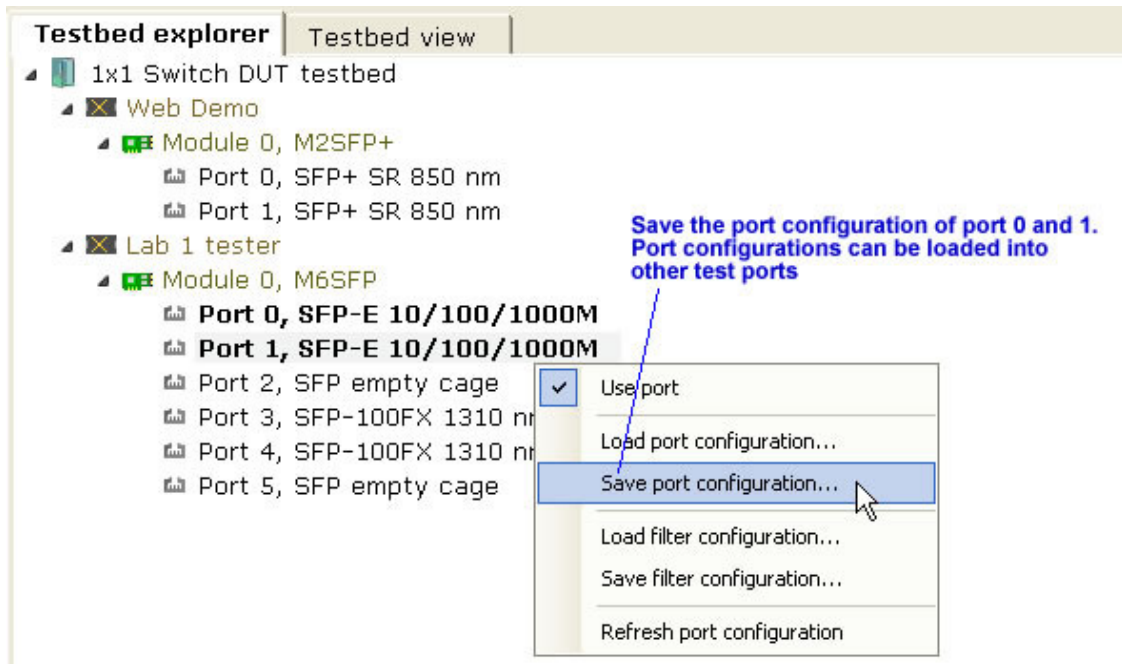 Testbed explorer
Testbed view
1x1 Switch DUT testbed
Web Demo
Module 0, M2SFP+
Port 0, SFP+ SR 850 nm
Port 1, SFP+ SR 850 nm
Save the port configuration of port 0 and 1.
Port configurations can be loaded into
other test ports
Lab 1 tester
Module 0, M6SFP
Port 0, SFP-E 10/100/1000M
Port 1, SFP-E 10/100/1000M
Port 2, SFP empty cage
Port 3, SFP-100FX 1310 nm
Port 4, SFP-100FX 1310 nm
Port 5, SFP empty cage
Use port
Load port configuration...
Save port configuration...
Load filter configuration...
Save filter configuration...
Refresh port configuration